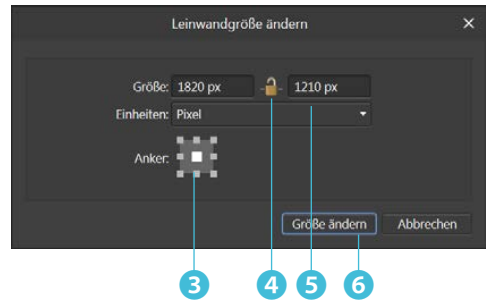 Leinwandgröße ändern
Größe: 1820 px 1210 px
Einheiten: Pixel
Anker:
Größe ändern Abbrechen
3 4 5 6